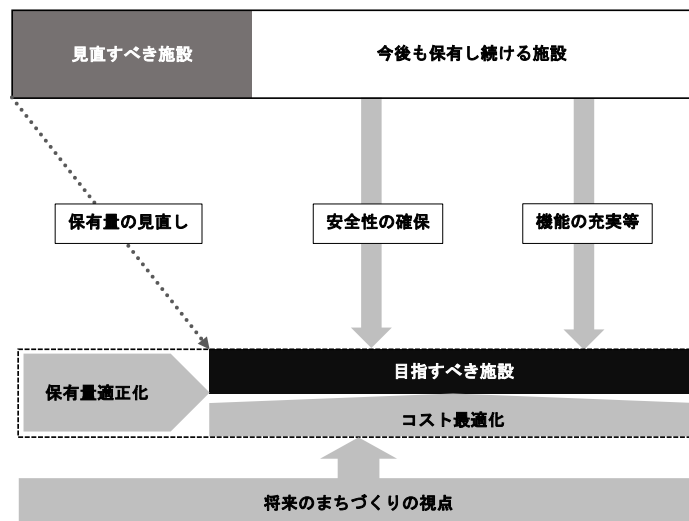 見直すべき施設
今後も保有し続ける施設
保有量の見直し
安全性の確保
機能の充実等
目指すべき施設
保有量適正化
コスト最適化
将来のまちづくりの視点